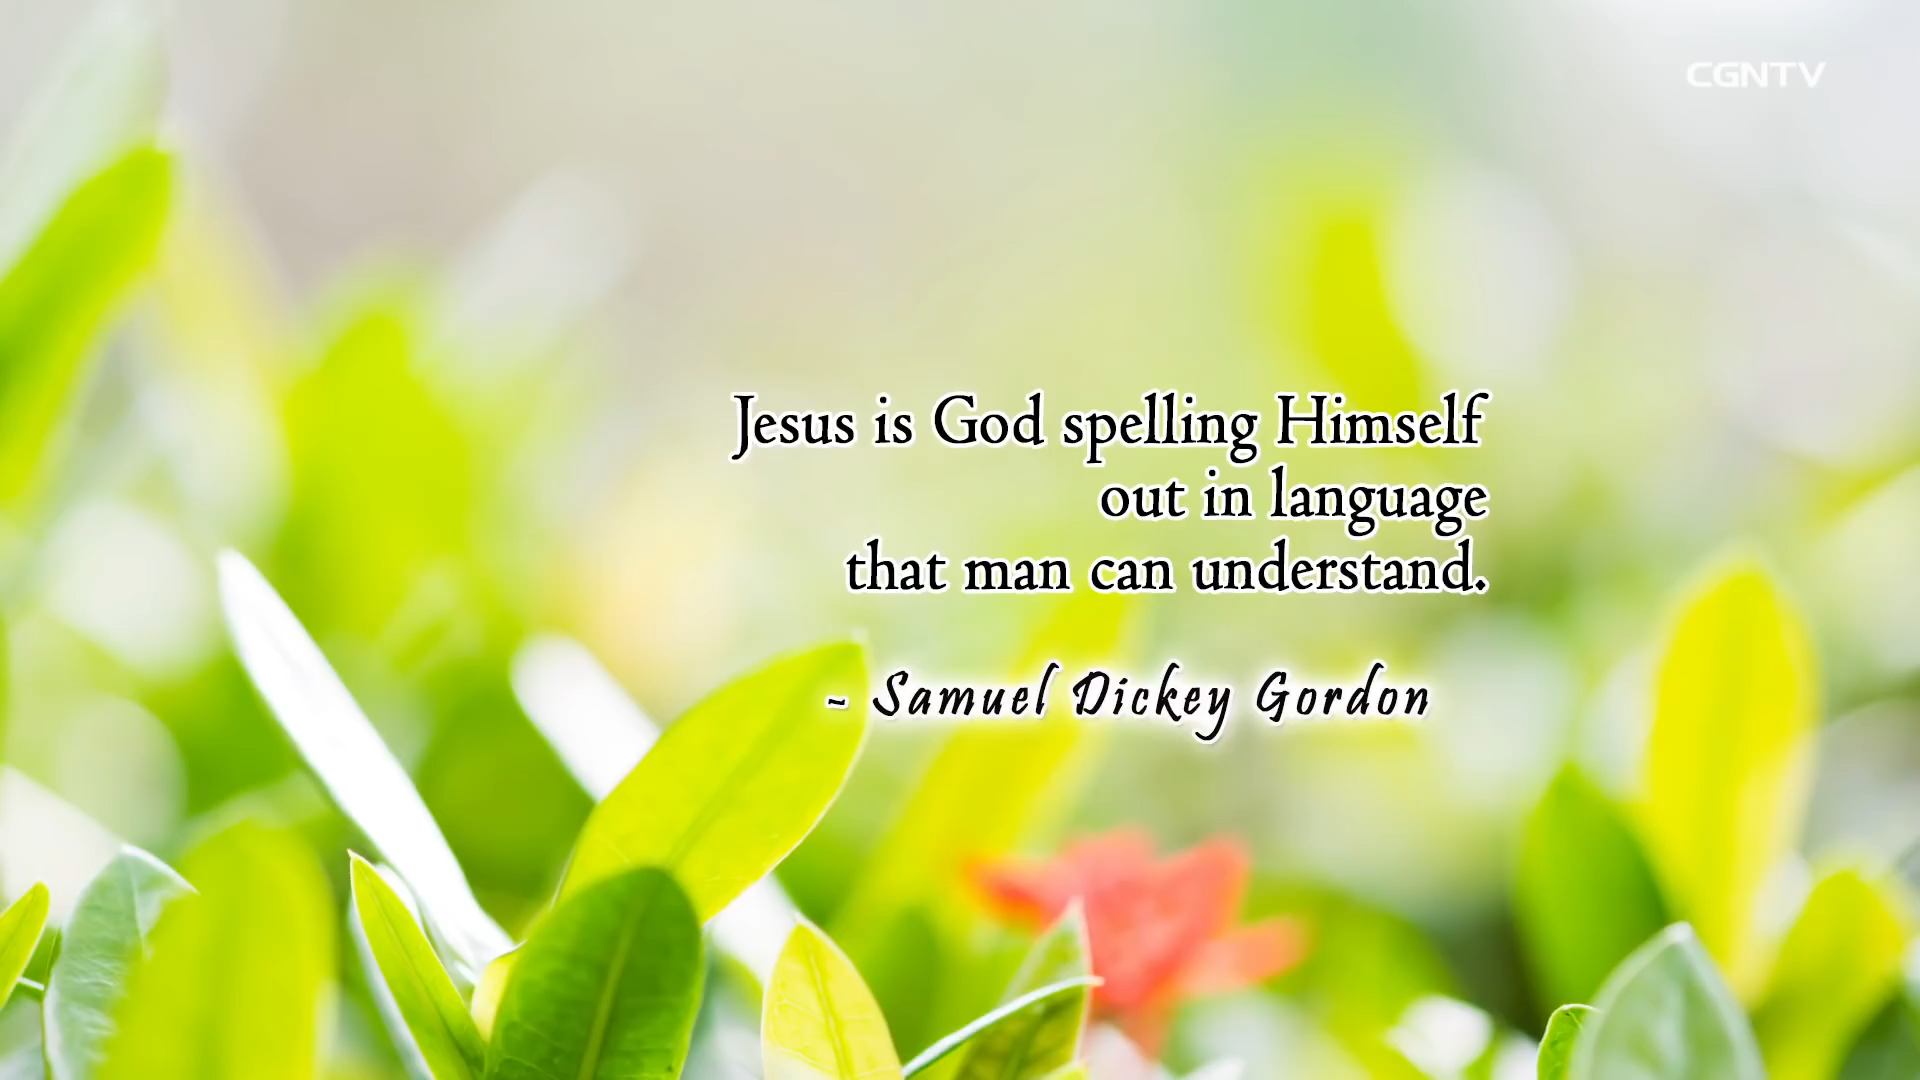 CGNTV
Jesus is God spelling Himself
out in language
that man can understand.
- Samuel Dickey Gordon